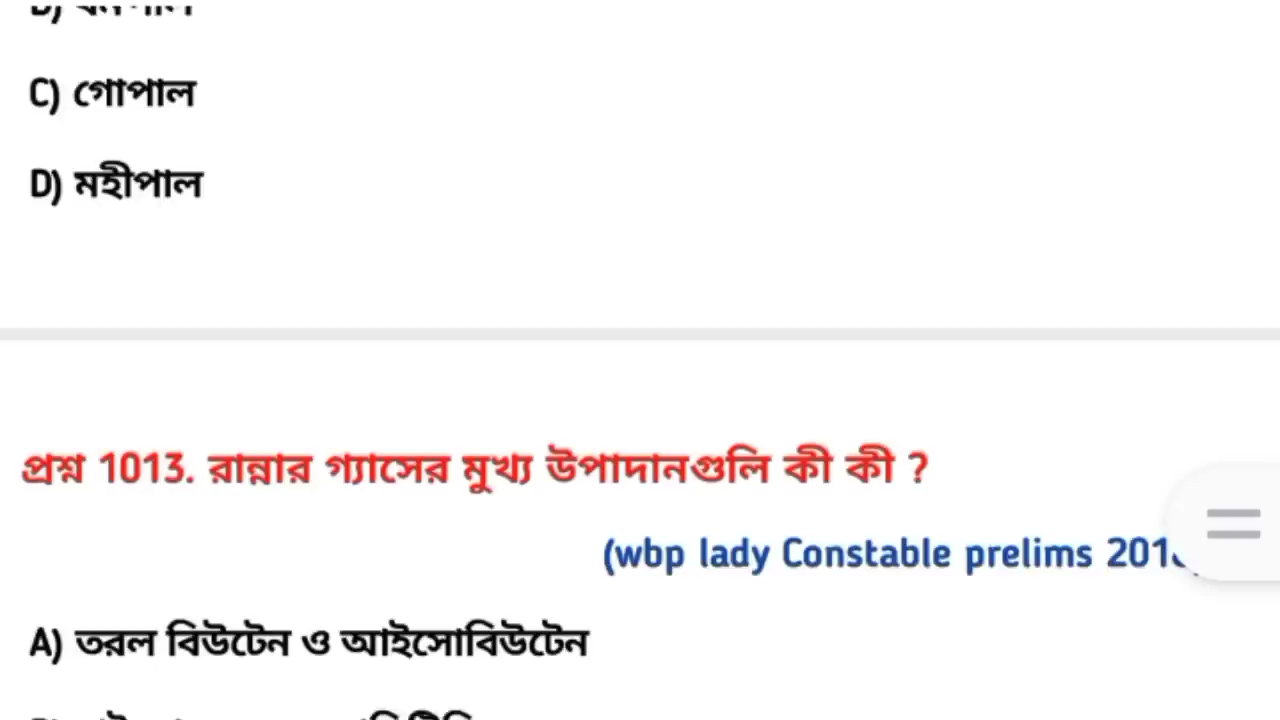 C) গোপাল
D) মহীপাল
প্রশ্ন 1013. রান্নার গ্যাসের মুখ্য উপাদানগুলি কী কী ?
(wbp lady Constable prelims
A) তরল বিউটেন ও আইসোবিউটেন